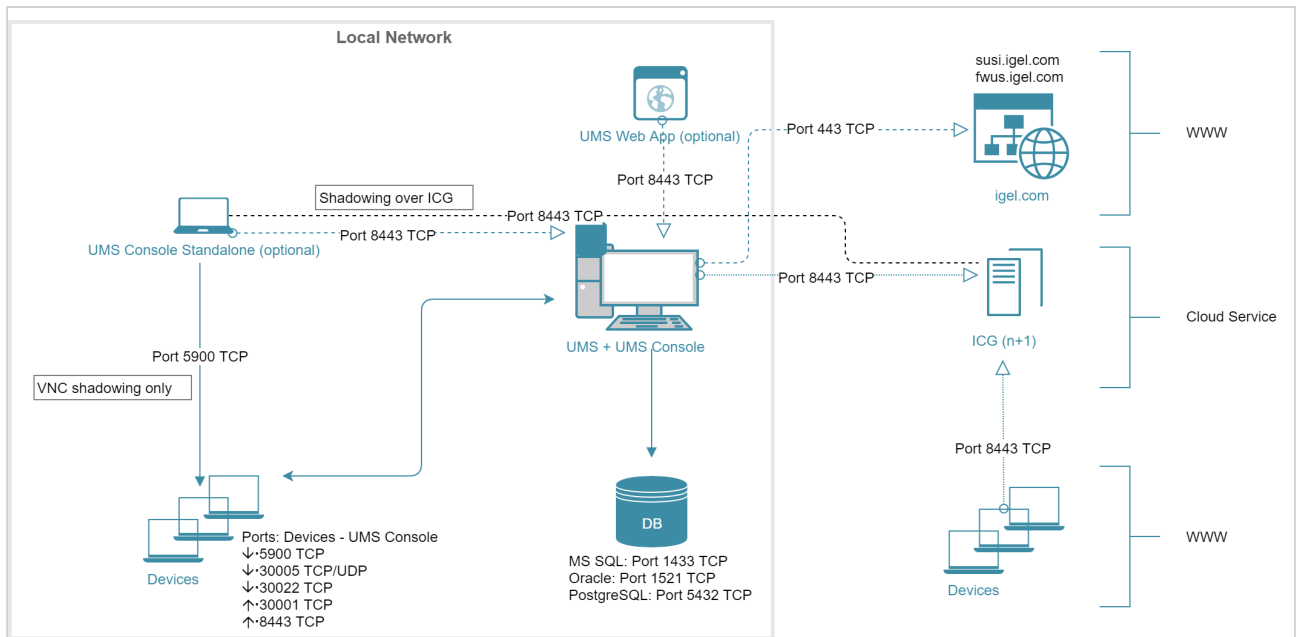 Local Network
susi.igel.com
fwus.igel.com
UMS Web App (optional)
Port 443 TCP
WWW
Port 8443 TCP
igel.com
Shadowing over ICG
Port 8443 TCP
Port 8443 TCP
UMS Console Standalone (optional)
Port 8443 TCP
Cloud Service
ICG (n+1)
UMS + UMS Console
Port 5900 TCP
VNC shadowing only
Port 8443 TCP
DB
Ports: Devices - UMS Console
↓·5900 TCP
↓·30005 TCP/UDP
↓·30022 TCP
↑·30001 TCP
↑·8443 TCP
Devices
MS SQL: Port 1433 TCP
Oracle: Port 1521 TCP
PostgreSQL: Port 5432 TCP
WWW
Devices